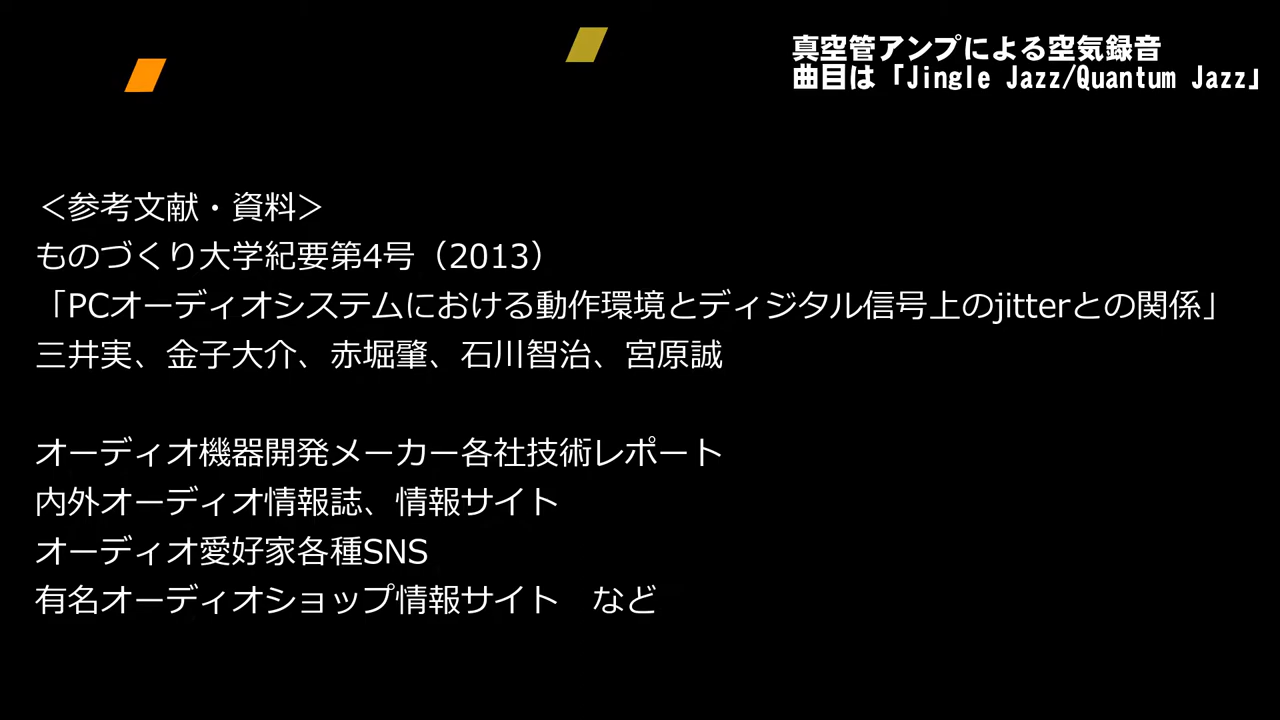 真空管アンプによる空気録音
曲目は「Jingle Jazz/Quantum Jazz」
＜参考文献・資料＞
ものづくり大学紀要第4号（2013）
「PCオーディオシステムにおける動作環境とディジタル信号上のjitterとの関係」
三井実、金子大介、赤堀肇、石川智治、宮原誠
オーディオ機器開発メーカー各社技術レポート
内外オーディオ情報誌、情報サイト
オーディオ愛好家各種SNS
有名オーディオショップ情報サイト　など